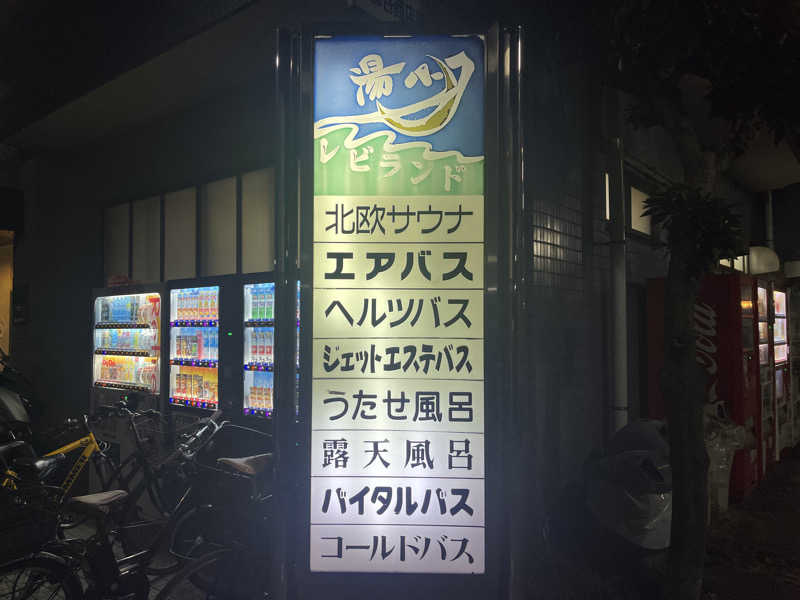 湯パーク
レビランド
北欧サウナ
エアバス
ヘルツバス
ジェットエステバス
うたせ風呂
露天風呂
バイタルバス
コールドバス